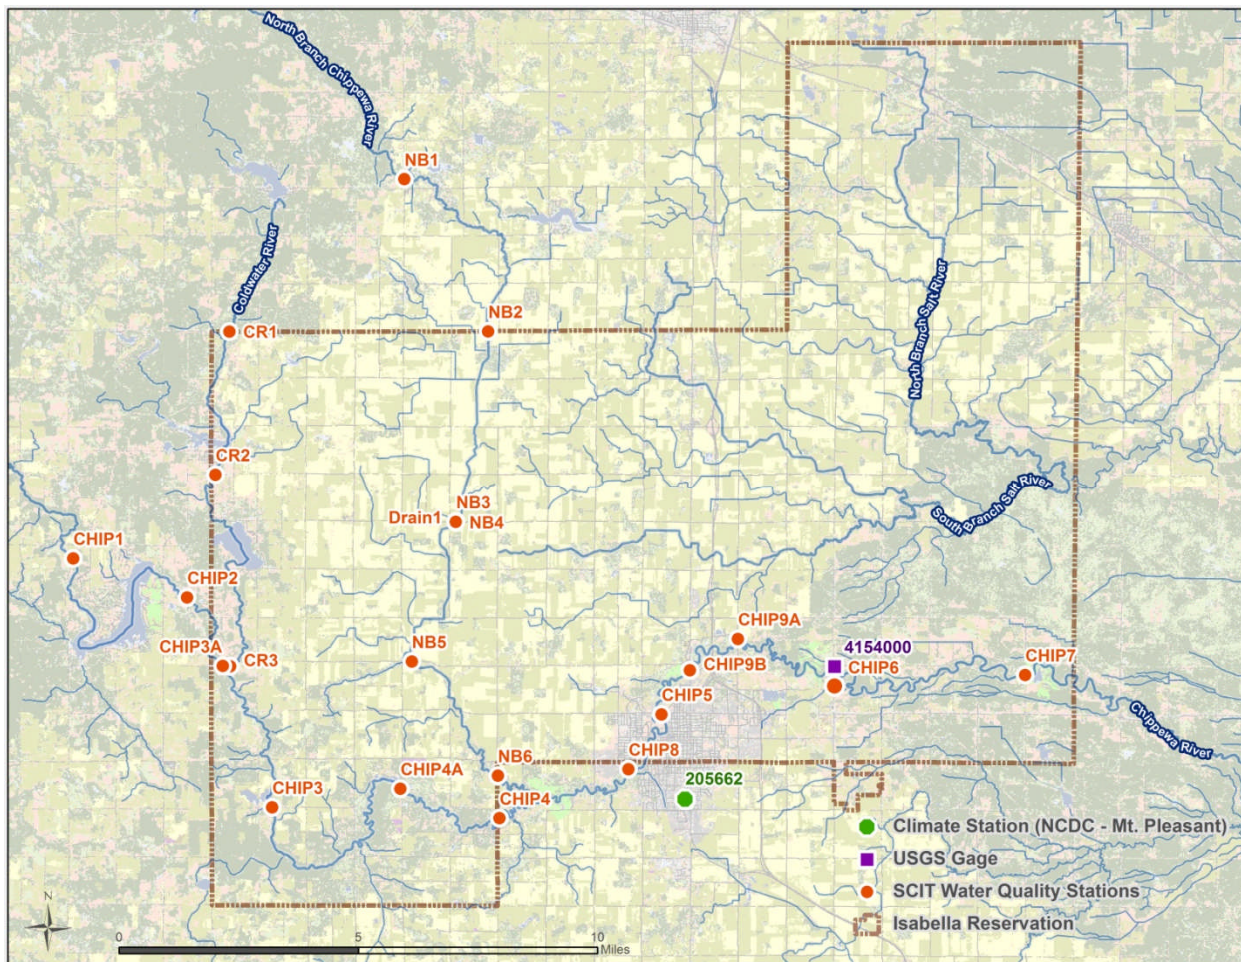 North Branch Chippewa River
NB1
Coldwater River
North Branch Salt River
CR1
NB2
CR2
NB3
Drain1
NB4
South Branch Salt River
CHIP1
CHIP2
CHIP9A
CHIP3A
CR3
NB5
4154000
CHIP9B
CHIP6
CHIP7
CHIP5
Chippewa River
CHIP8
NB6
205662
CHIP4A
CHIP3
CHIP4
Climate Station (NCDC - Mt. Pleasant)
USGS Gage
SCIT Water Quality Stations
Isabella Reservation
N
0 5 10
Miles